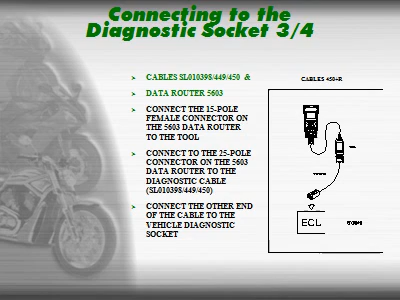 Connecting to the
Diagnostic Socket 3/4
CABLES SL010398/449/450 &
DATA ROUTER 5603
CONNECT THE 15-POLE
FEMALE CONNECTOR ON
THE 5603 DATA ROUTER
TO THE TOOL
CONNECT TO THE 25-POLE
CONNECTOR ON THE 5603
DATA ROUTER TO THE
DIAGNOSTIC CABLE
(SL010398/449/450)
CONNECT THE OTHER END
OF THE CABLE TO THE
VEHICLE DIAGNOSTIC
SOCKET
CABLES 450+R
ECL